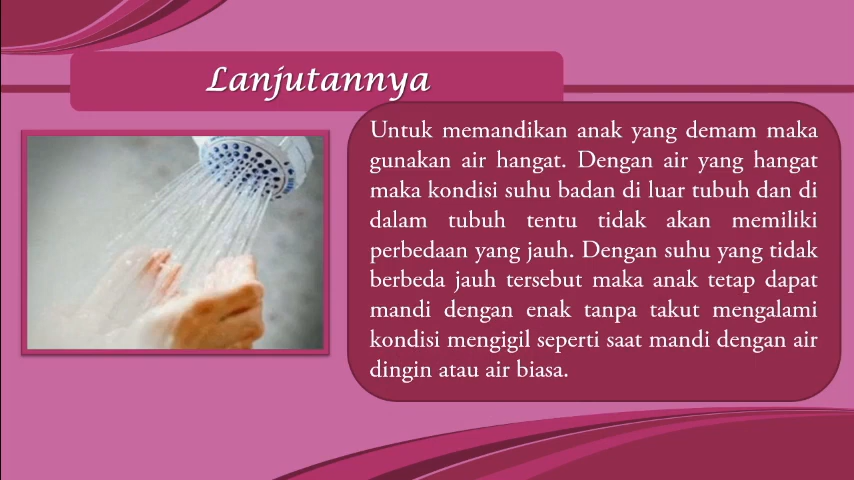 Lanjutannya
Untuk memandikan anak yang demam maka
gunakan air hangat. Dengan air yang hangat
maka kondisi suhu badan di luar tubuh dan di
dalam tubuh tentu tidak akan memiliki
perbedaan yang jauh. Dengan suhu yang tidak
berbeda jauh tersebut maka anak tetap dapat
mandi dengan enak tanpa takut mengalami
kondisi mengigil seperti saat mandi dengan air
dingin atau air biasa.